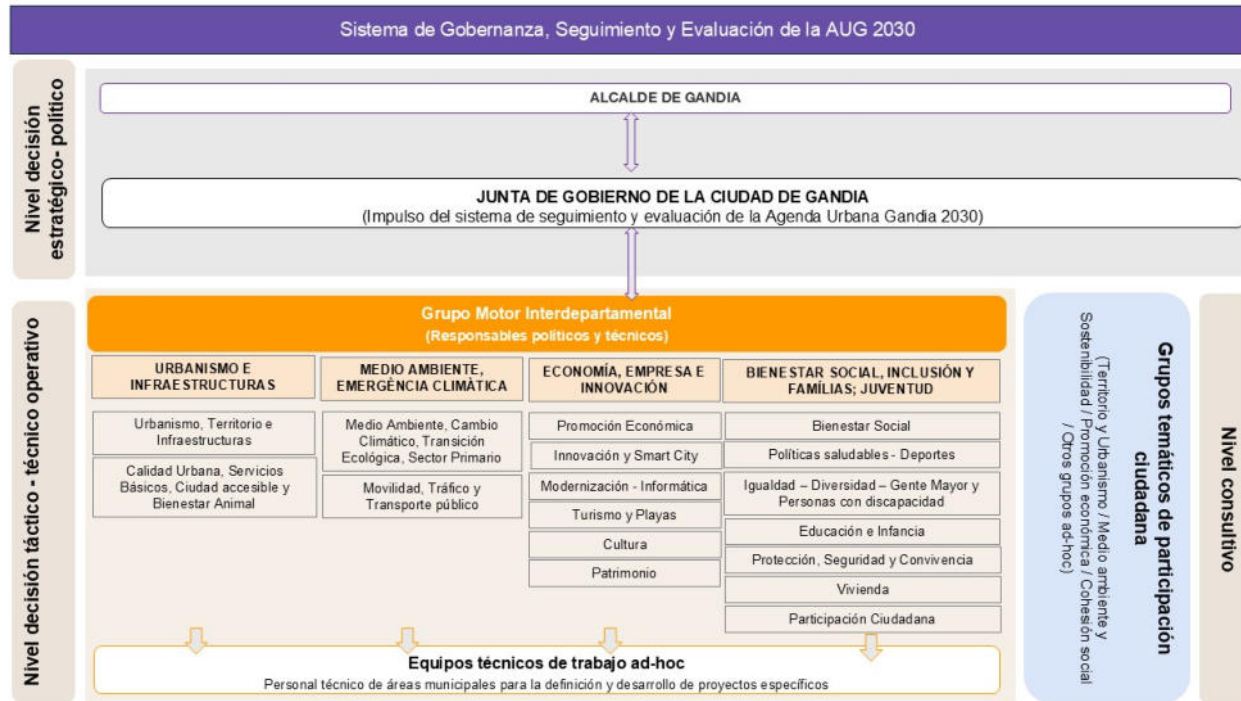 Sistema de Gobernanza, Seguimiento y Evaluación de la AUG 2030
Nivel decisión
estratégico- político
ALCALDE DE GANDIA
JUNTA DE GOBIERNO DE LA CIUDAD DE GANDIA
(Impulso del sistema de seguimiento y evaluación de la Agenda Urbana Gandia 2030)
Nivel decisión táctico - técnico operativo
Grupo Motor Interdepartamental
(Responsables políticos y técnicos)
URBANISMO E
INFRAESTRUCTURAS
Urbanismo, Territorio e
Infraestructuras
Calidad Urbana, Servicios
Básicos, Ciudad accesible y
Bienestar Animal
MEDIO AMBIENTE,
EMERGÈNCIA CLIMÀTICA
Medio Ambiente, Cambio
Climático, Transición
Ecológica, Sector Primario
Movilidad, Tráfico y
Transporte público
ECONOMÍA, EMPRESA E
INNOVACIÓN
Promoción Económica
Innovación y Smart City
Modernización - Informática
Turismo y Playas
Cultura
Patrimonio
BIENESTAR SOCIAL, INCLUSIÓN Y
FAMÍLIAS; JUVENTUD
Bienestar Social
Políticas saludables - Deportes
Igualdad – Diversidad – Gente Mayor y
Personas con discapacidad
Educación e Infancia
Protección, Seguridad y Convivencia
Vivienda
Participación Ciudadana
Equipos técnicos de trabajo ad-hoc
Personal técnico de áreas municipales para la definición y desarrollo de proyectos específicos
Grupos temáticos de participación
ciudadana
(Territorio y Urbanismo / Medio ambiente y
Sostenibilidad / Promoción económica / Cohesión social
/ Otros grupos ad-hoc)
Nivel consultivo